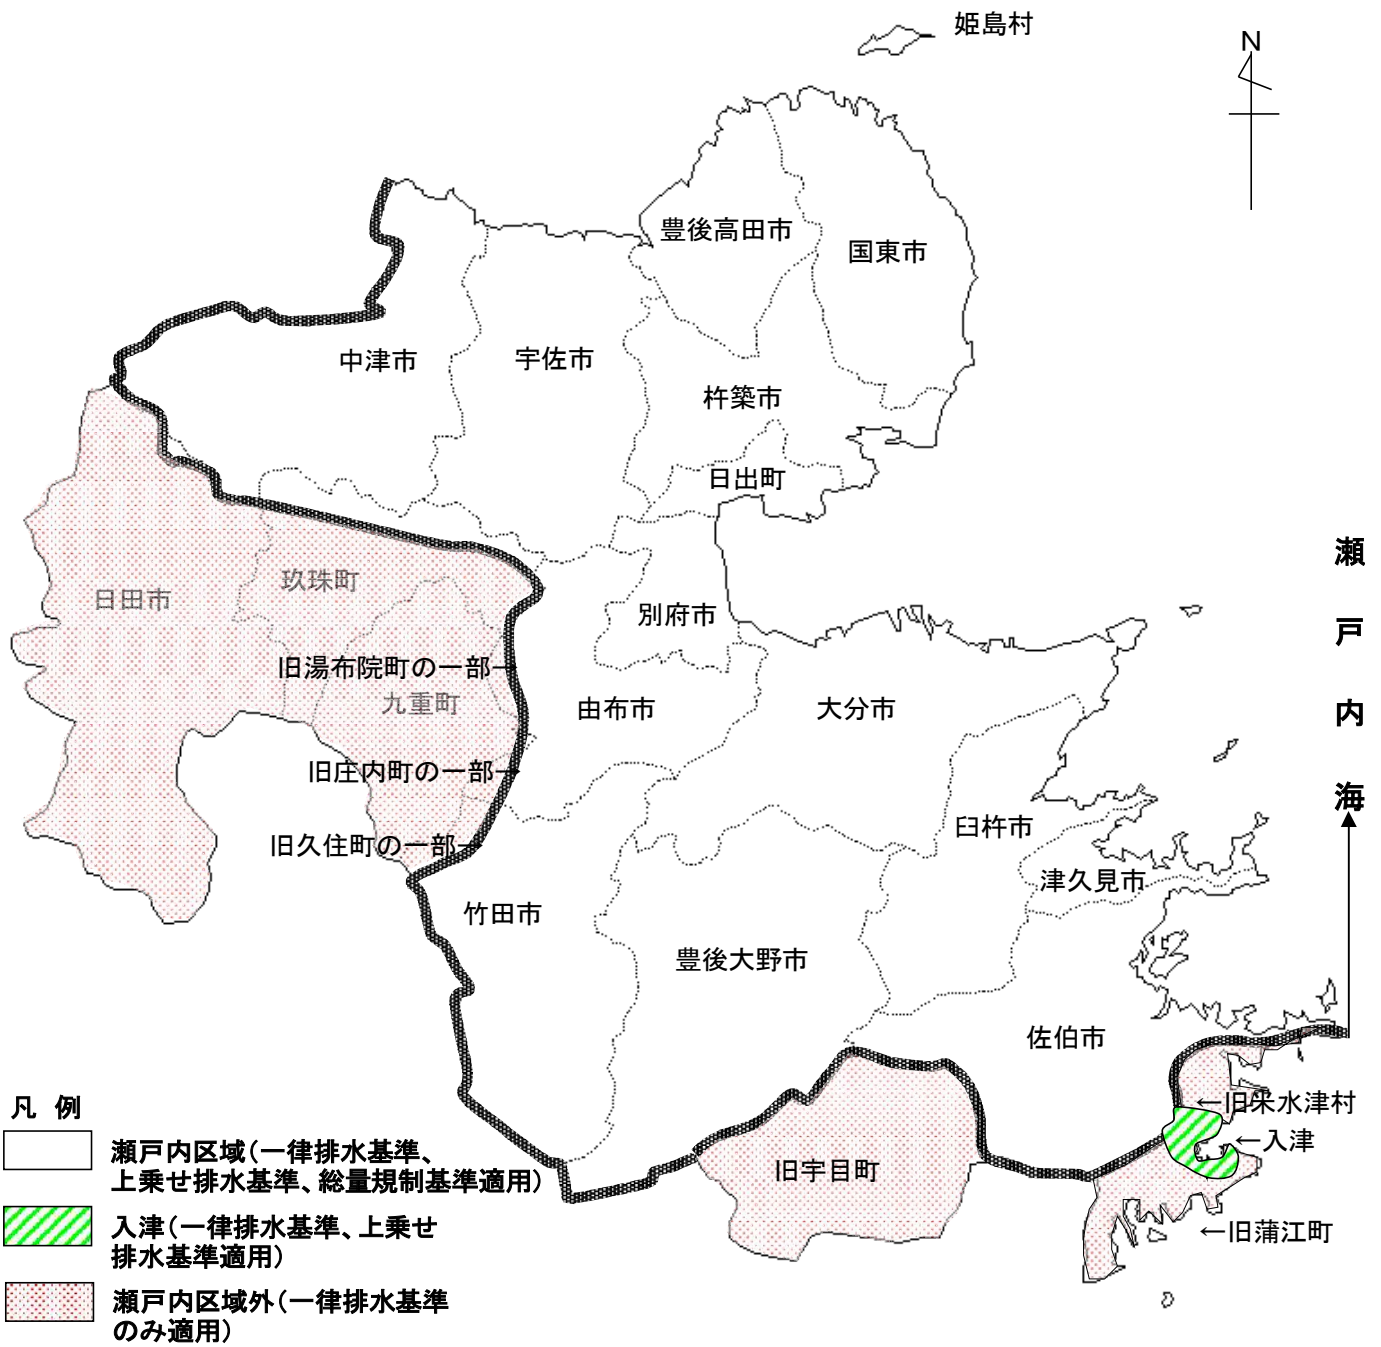 姫島村
N
豊後高田市
国東市
中津市
宇佐市
杵築市
日出町
瀬戸内海
玖珠町
日田市
別府市
旧湯布院町の一部→
九重町
由布市
大分市
旧庄内町の一部→
臼杵市
旧久住町の一部→
津久見市
竹田市
豊後大野市
佐伯市
←旧米水津村
←入津
旧宇目町
←旧蒲江町
凡 例
瀬戸内区域(一律排水基準、
上乗せ排水基準、総量規制基準適用)
入津(一律排水基準、上乗せ
排水基準適用)
瀬戸内区域外(一律排水基準
のみ適用)